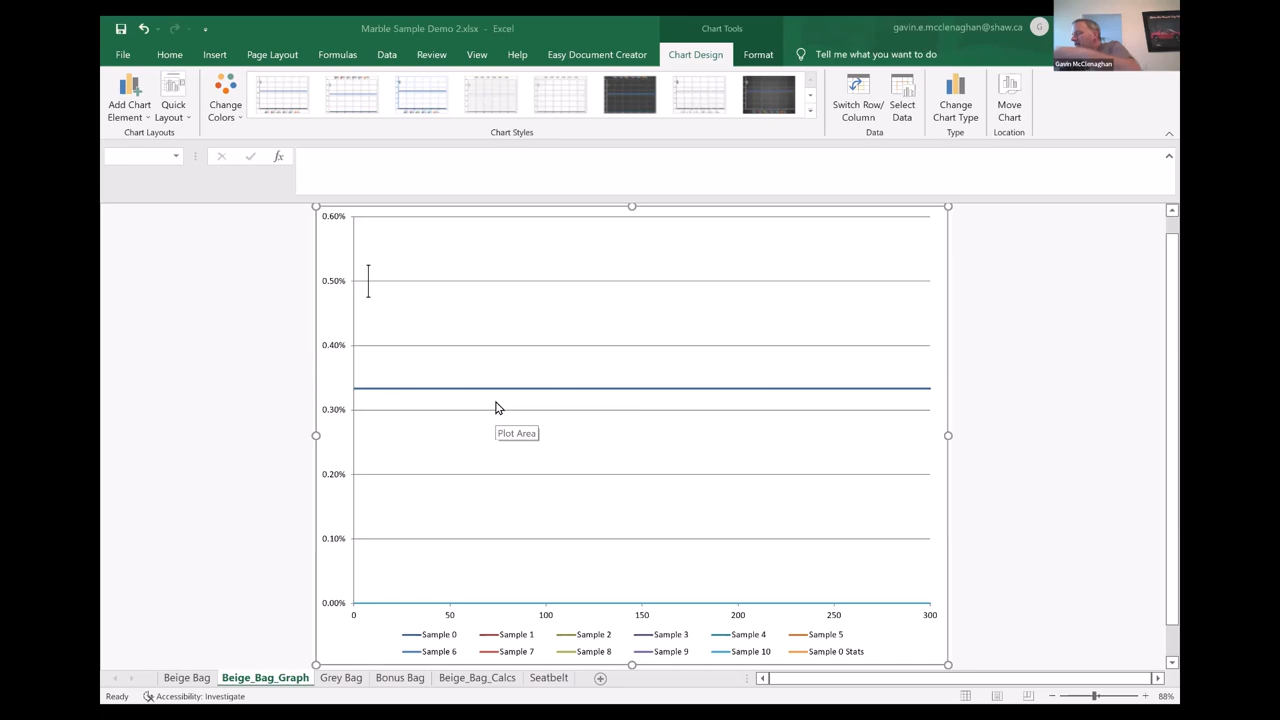 Marble Sample Demo 2.xlsx - Excel
Chart Tools
gavin.e.mcclenaghan@shaw.ca
G
Gavin McClenaghan
File Home Insert Page Layout Formulas Data Review View Help Easy Document Creator Chart Design Format Tell me what you want to do
Add Chart Element
Quick Layout
Change Colors
Switch Row/ Column
Select Data
Change Chart Type
Move Chart
Chart Layouts Chart Styles Data Type Location
fx
0.60%
0.50%
0.40%
0.30%
Plot Area
0.20%
0.10%
0.00%
0 50 100 150 200 250 300
Sample 0 Sample 1 Sample 2 Sample 3 Sample 4 Sample 5
Sample 6 Sample 7 Sample 8 Sample 9 Sample 10 Sample 0 Stats
Beige Bag Beige_Bag_Graph Grey Bag Bonus Bag Beige_Bag_Calcs Seatbelt
Ready Accessibility: Investigate 88%